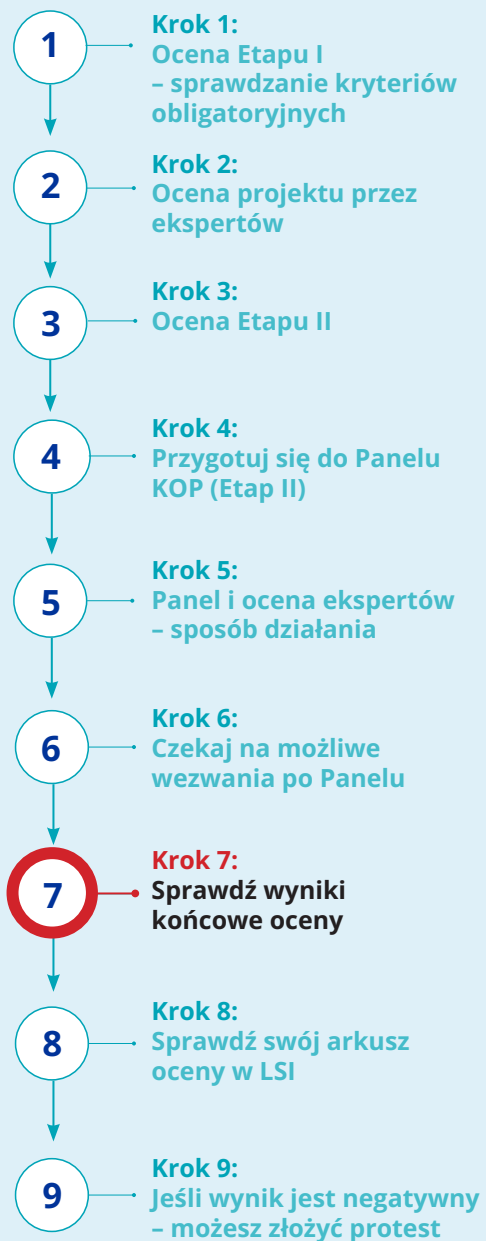 1
Krok 1:
Ocena Etapu I
– sprawdzanie kryteriów
obligatoryjnych
2
Krok 2:
Ocena projektu przez
ekspertów
3
Krok 3:
Ocena Etapu II
4
Krok 4:
Przygotuj się do Panelu
KOP (Etap II)
5
Krok 5:
Panel i ocena ekspertów
– sposób działania
6
Krok 6:
Czekaj na możliwe
wezwania po Panelu
7
Krok 7:
Sprawdź wyniki
końcowe oceny
8
Krok 8:
Sprawdź swój arkusz
oceny w LSI
9
Krok 9:
Jeśli wynik jest negatywny
– możesz złożyć protest